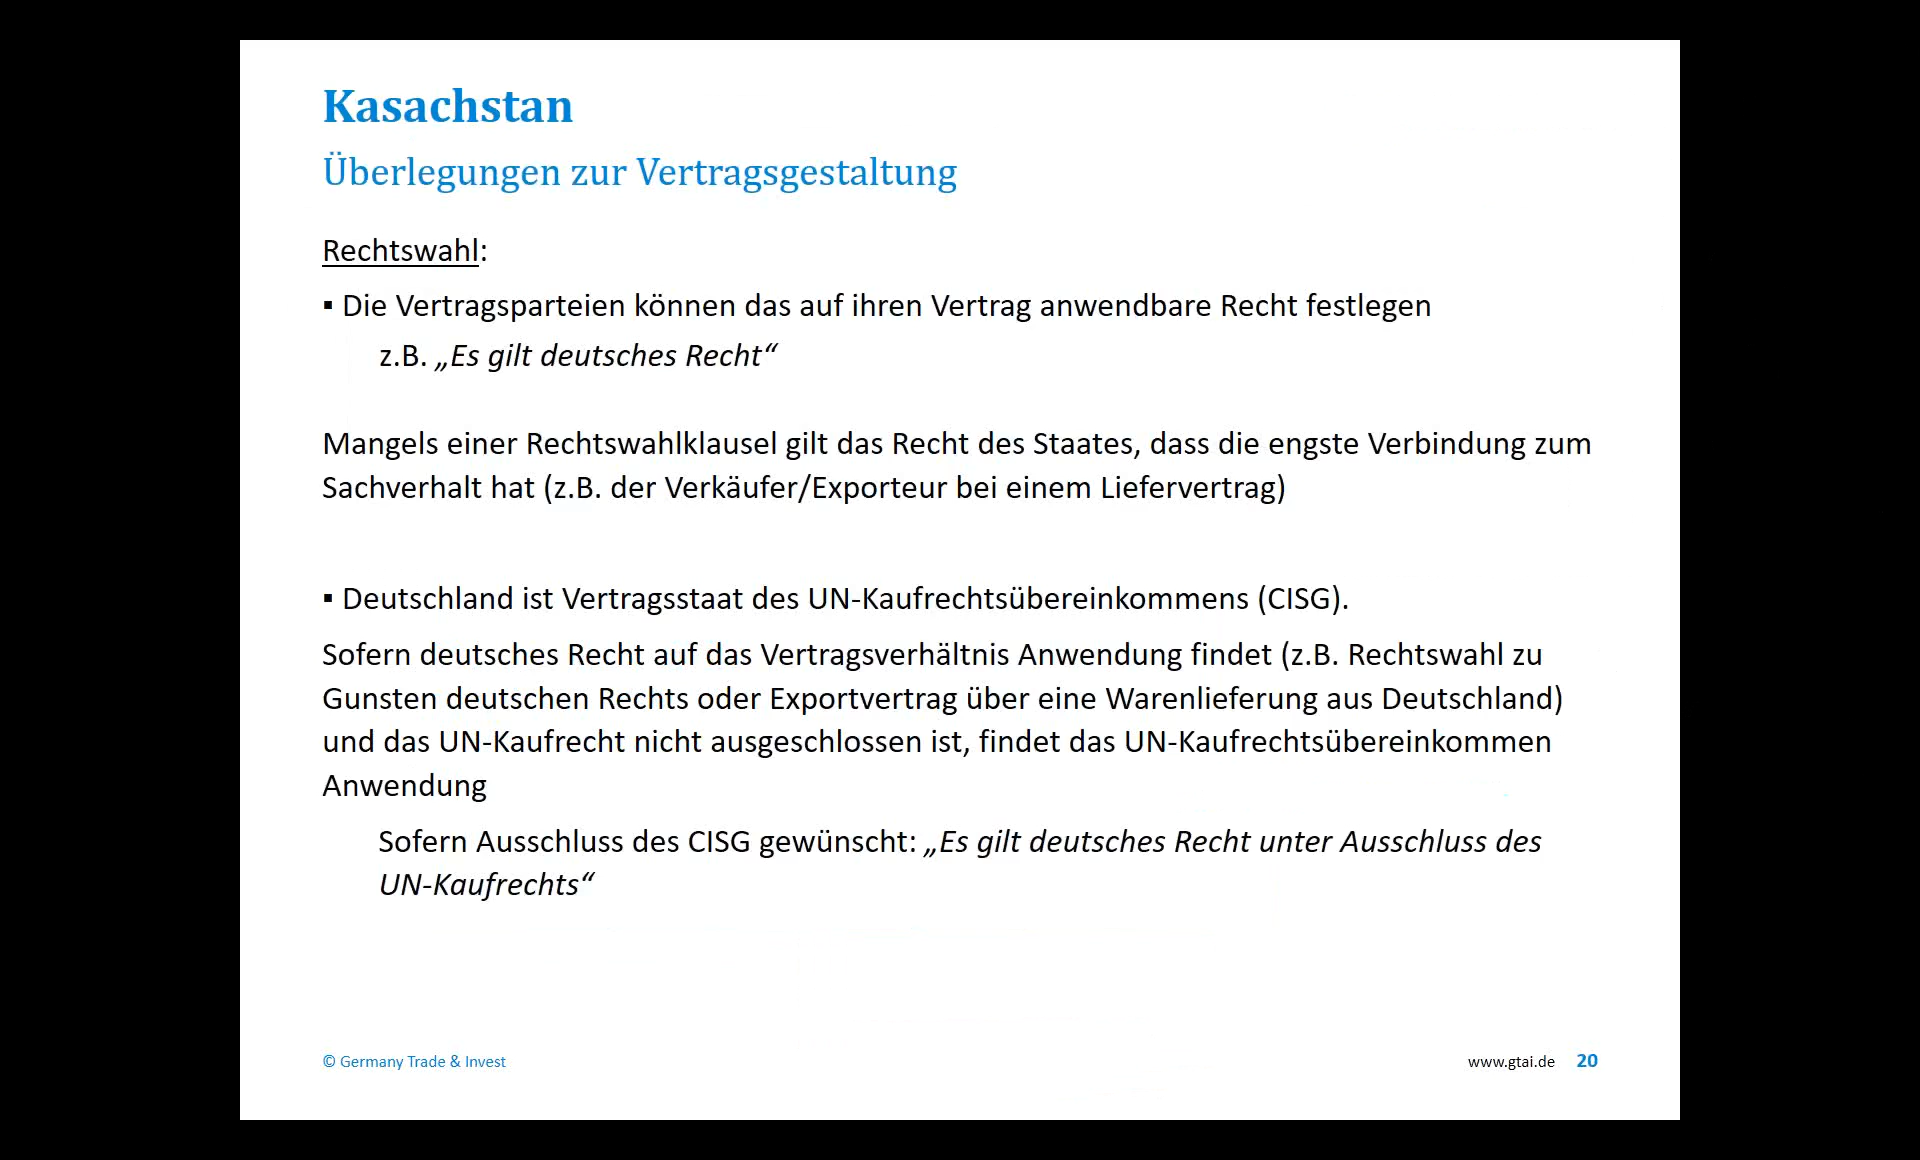 Kasachstan
Überlegungen zur Vertragsgestaltung
Rechtswahl:
▪ Die Vertragsparteien können das auf ihren Vertrag anwendbare Recht festlegen
z.B. „Es gilt deutsches Recht“
Mangels einer Rechtswahlklausel gilt das Recht des Staates, dass die engste Verbindung zum
Sachverhalt hat (z.B. der Verkäufer/Exporteur bei einem Liefervertrag)
▪ Deutschland ist Vertragsstaat des UN-Kaufrechtsübereinkommens (CISG).
Sofern deutsches Recht auf das Vertragsverhältnis Anwendung findet (z.B. Rechtswahl zu
Gunsten deutschen Rechts oder Exportvertrag über eine Warenlieferung aus Deutschland)
und das UN-Kaufrecht nicht ausgeschlossen ist, findet das UN-Kaufrechtsübereinkommen
Anwendung
Sofern Ausschluss des CISG gewünscht: „Es gilt deutsches Recht unter Ausschluss des
UN-Kaufrechts“
© Germany Trade & Invest
www.gtai.de 20